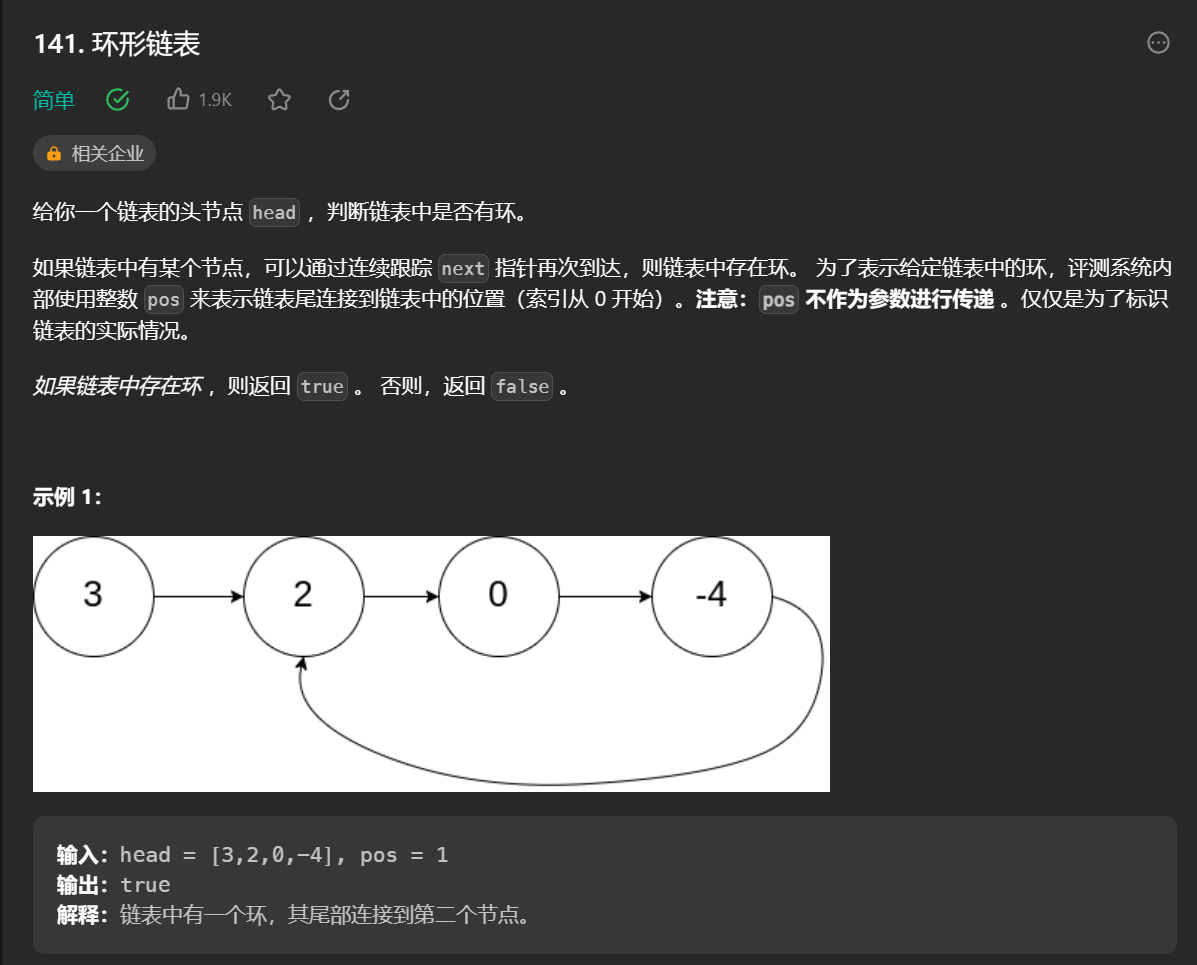 141. 环形链表
简单 1.9K
相关企业
给你一个链表的头节点 head ，判断链表中是否有环。
如果链表中有某个节点，可以通过连续跟踪 next 指针再次到达，则链表中存在环。 为了表示给定链表中的环，评测系统内
部使用整数 pos 来表示链表尾连接到链表中的位置（索引从 0 开始）。注意：pos 不作为参数进行传递 。仅仅是为了标识
链表的实际情况。
如果链表中存在环 ，则返回 true 。 否则，返回 false 。
示例 1：
3 2 0 -4
输入：head = [3,2,0,-4], pos = 1
输出：true
解释：链表中有一个环，其尾部连接到第二个节点。